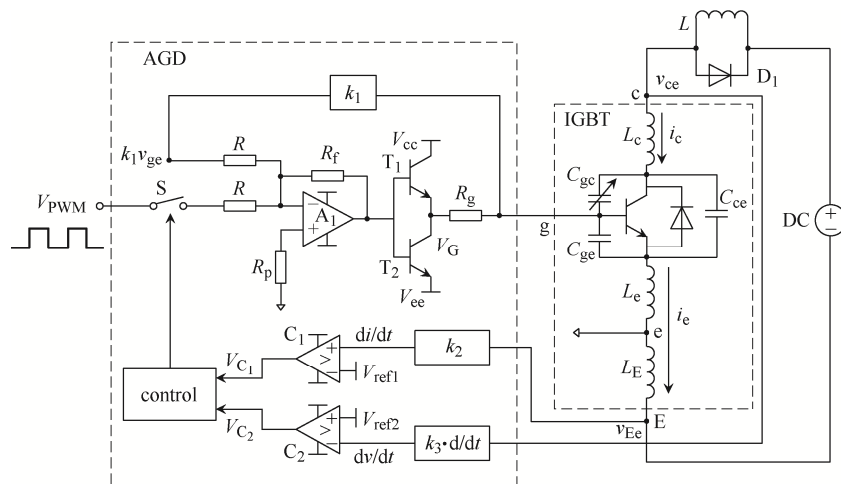 L
AGD
D1
vce
k1
c
IGBT
Lc
ic
Vcc
k1vge
R
Rf
T1
Cgc
S
R
Rg
Cce
VPWM
A1
DC
g
VG
Cge
Rp
T2
Vee
Le
ie
C1
di/dt
e
VC1
k2
Vref1
LE
control
Vref2
VC2
E
vEe
C2
dv/dt
k3·d/dt